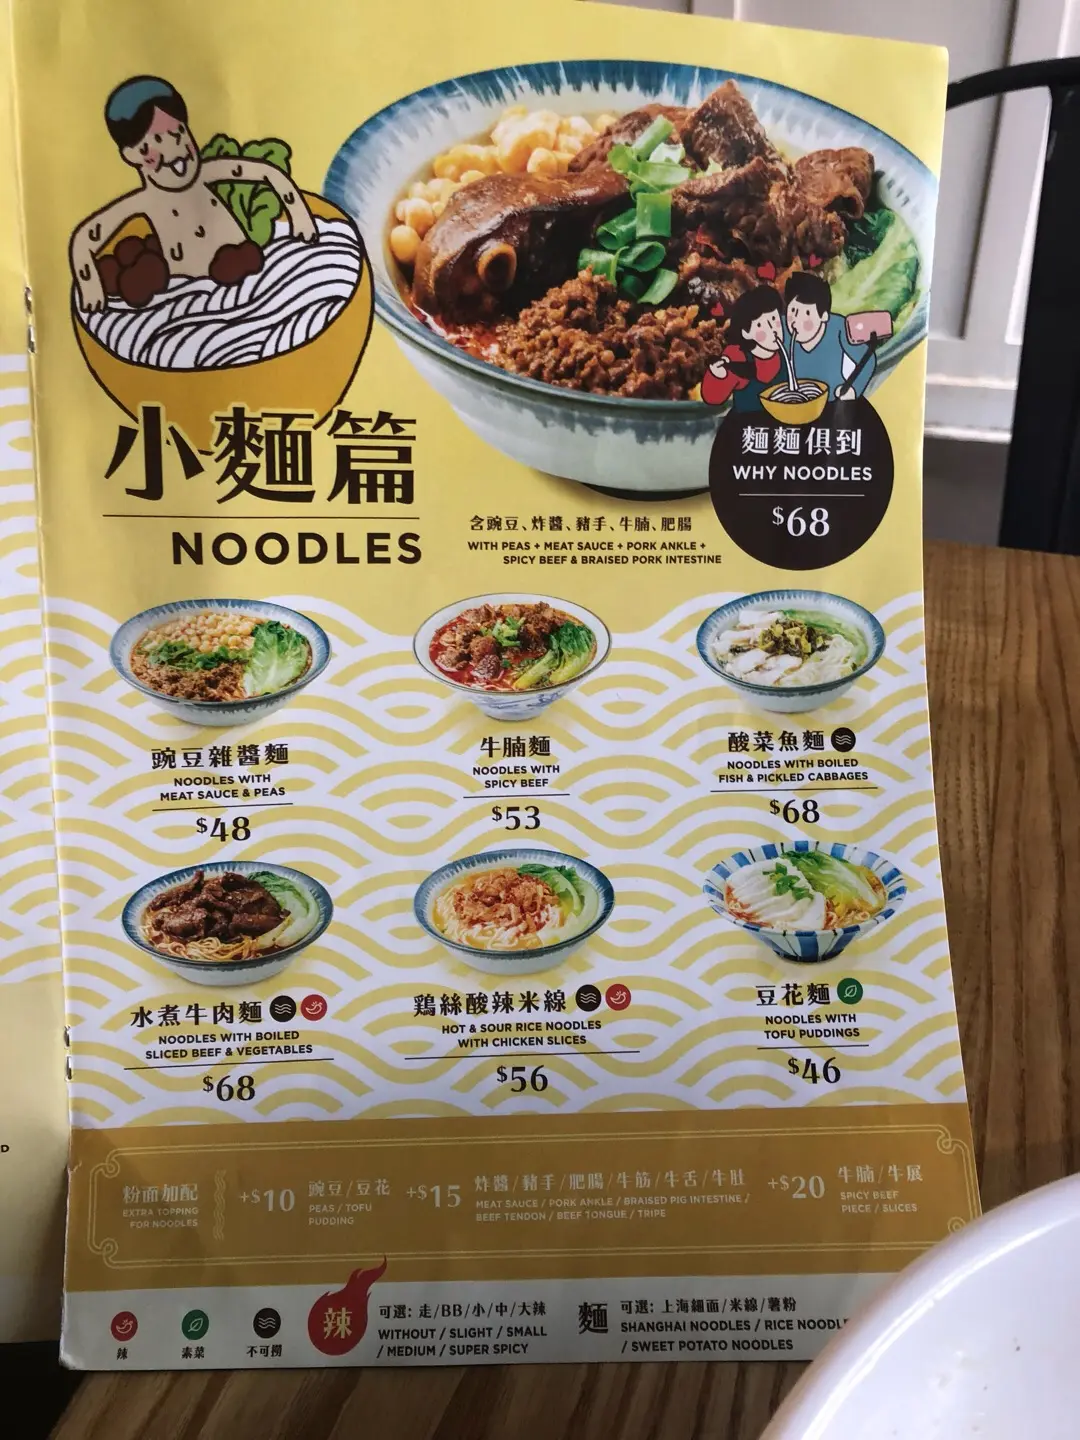 小麵篇
NOODLES
麵麵俱到
WHY NOODLES
$68
含豌豆、炸醬、豬手、牛腩、肥腸
WITH PEAS + MEAT SAUCE + PORK ANKLE +
SPICY BEEF & BRAISED PORK INTESTINE
豌豆雜醬麵
NOODLES WITH
MEAT SAUCE & PEAS
$48
牛腩麵
NOODLES WITH
SPICY BEEF
$53
酸菜魚麵
NOODLES WITH BOILED
FISH & PICKLED CABBAGES
$68
水煮牛肉麵
NOODLES WITH BOILED
SLICED BEEF & VEGETABLES
$68
鷄絲酸辣米線
HOT & SOUR RICE NOODLES
WITH CHICKEN SLICES
$56
豆花麵
NOODLES WITH
TOFU PUDDINGS
$46
粉面加配
EXTRA TOPPING
FOR NOODLES
+$10
豌豆/豆花
PEAS / TOFU
PUDDING
+$15
炸醬/豬手/肥腸/牛筋/牛舌/牛肚
MEAT SAUCE / PORK ANKLE / BRAISED PIG INTESTINE /
BEEF TENDON / BEEF TONGUE / TRIPE
+$20
牛腩/牛展
SPICY BEEF
PIECE / SLICES
辣
素菜
不可撈
辣
可選: 走/BB/小/中/大辣
WITHOUT / SLIGHT / SMALL
/ MEDIUM / SUPER SPICY
麵
可選: 上海細面/米線/薯粉
SHANGHAI NOODLES / RICE NOODL
/ SWEET POTATO NOODLES
D